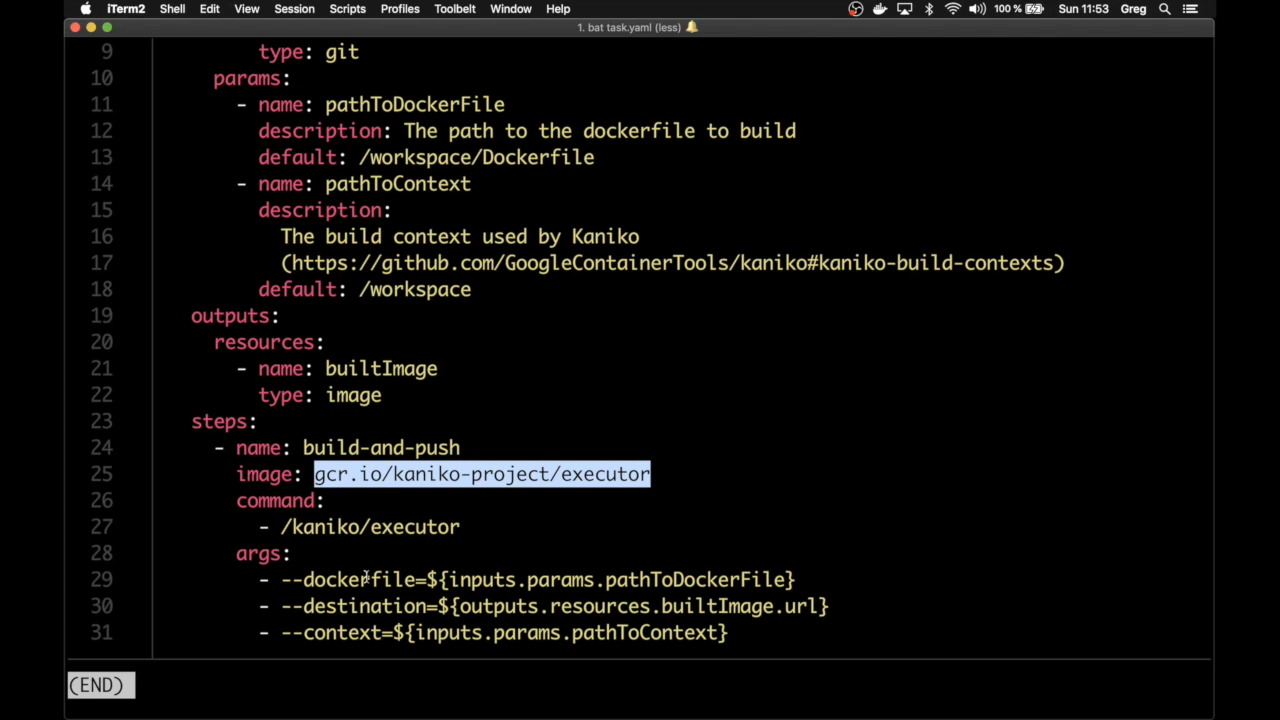 iTerm2 Shell Edit View Session Scripts Profiles Toolbelt Window Help 100 % Sun 11:53 Greg
1. bat task.yaml (less)
9 type: git
10 params:
11 - name: pathToDockerFile
12 description: The path to the dockerfile to build
13 default: /workspace/Dockerfile
14 - name: pathToContext
15 description:
16 The build context used by Kaniko
17 (https://github.com/GoogleContainerTools/kaniko#kaniko-build-contexts)
18 default: /workspace
19 outputs:
20 resources:
21 - name: builtImage
22 type: image
23 steps:
24 - name: build-and-push
25 image: gcr.io/kaniko-project/executor
26 command:
27 - /kaniko/executor
28 args:
29 - --dockerfile=${inputs.params.pathToDockerFile}
30 - --destination=${outputs.resources.builtImage.url}
31 - --context=${inputs.params.pathToContext}
(END)